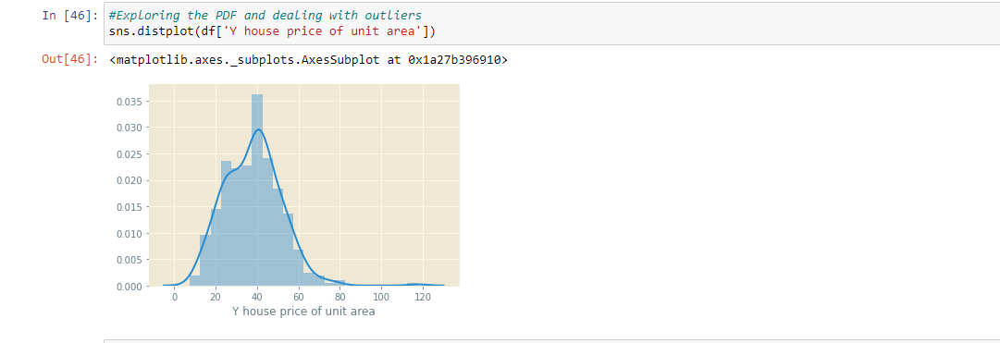 In [46]: #Exploring the PDF and dealing with outliers
sns.distplot(df['Y house price of unit area'])
Out[46]: <matplotlib.axes._subplots.AxesSubplot at 0x1a27b396910>
0.035
0.030
0.025
0.020
0.015
0.010
0.005
0.000
0 20 40 60 80 100 120
Y house price of unit area